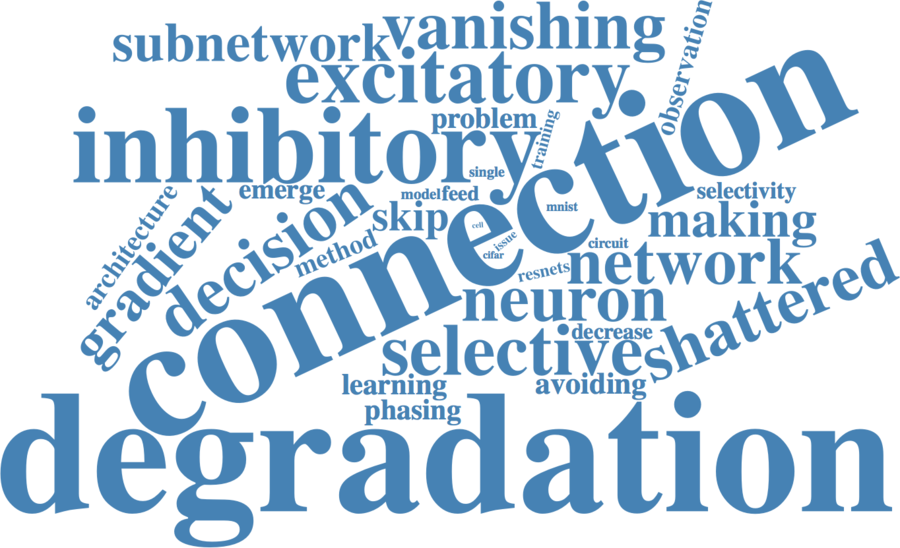 vanishing
subnetwork
observation
excitatory
connection
inhibitory
problem
training
single
emerge
model
feed
selectivity
architecture
gradient
decision
skip
cell
mnist
making
method
issue
circuit
cifar
resnets
network
neuron
shattered
decrease
selective
learning
avoiding
phasing
degradation